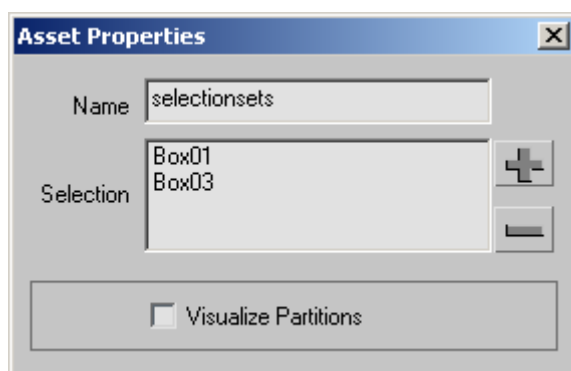 Asset Properties
Name
selectionsets
Selection
Box01
Box03
Visualize Partitions